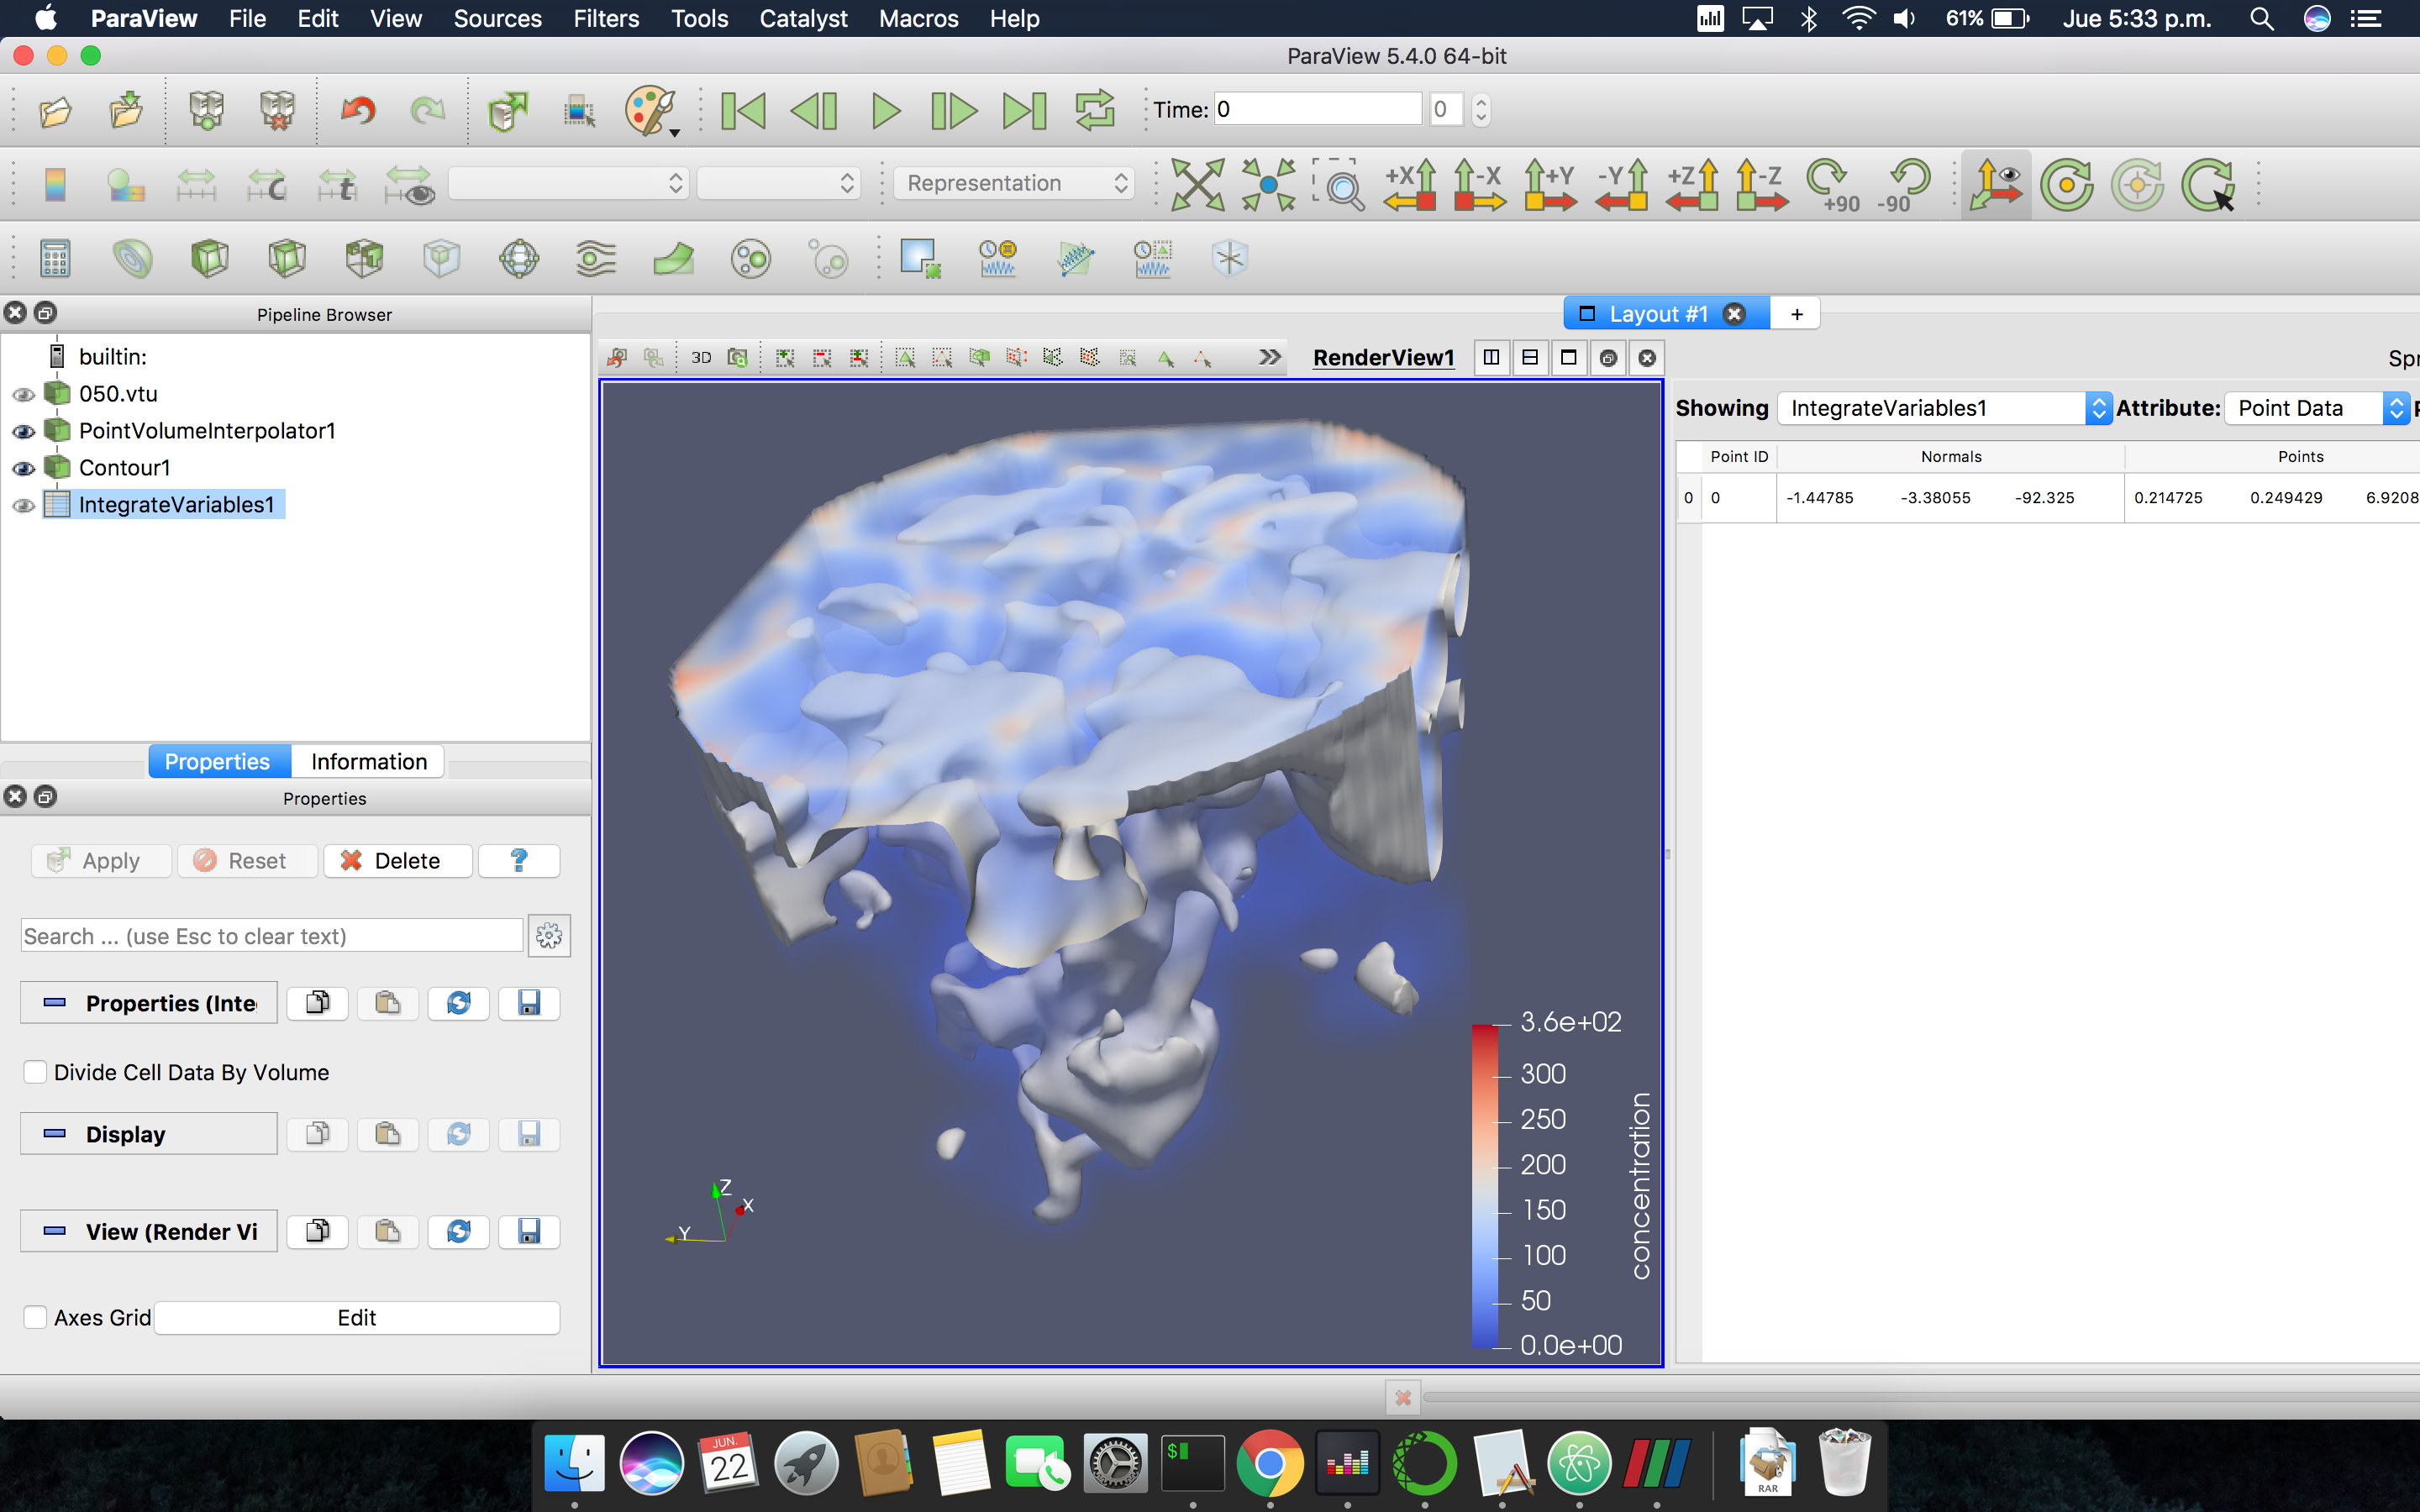 ParaView File Edit View Sources Filters Tools Catalyst Macros Help 61% Jue 5:33 p.m.
ParaView 5.4.0 64-bit
Time: 0 0
C t Representation +X -X +Y -Y +Z -Z +90 -90
Pipeline Browser
Layout #1 +
builtin:
050.vtu
PointVolumeInterpolator1
Contour1
IntegrateVariables1
3D RenderView1 Spr
Showing IntegrateVariables1 Attribute: Point Data
Point ID Normals Points
0 0 -1.44785 -3.38055 -92.325 0.214725 0.249429 6.9208
Properties Information
Properties
Apply Reset Delete ?
Search ... (use Esc to clear text)
Properties (Inte
Divide Cell Data By Volume
Display
View (Render Vi
Axes Grid Edit
Z
X
Y
3.6e+02
300
250
200
150
100
50
0.0e+00
concentration
JUN.
22
$
RAR